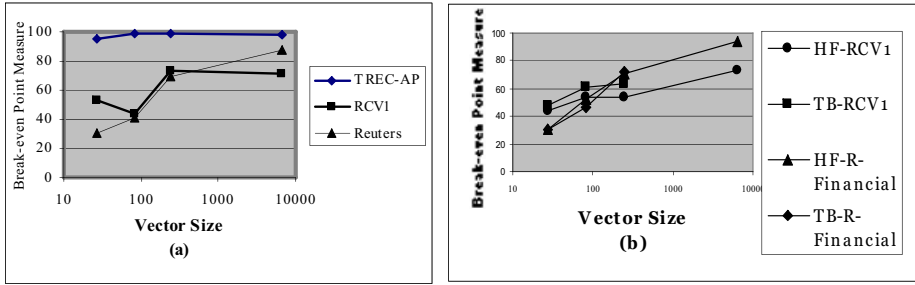 (a)
100
80
60
40
20
0
10
100
1000
10000
Break-even Point Measure
Vector Size
(a)
TREC-AP
RCV1
Reuters
(b)
100
80
60
40
20
0
10
100
1000
10000
Break-even Point Measure
Vector Size
(b)
HF-RCV1
TB-RCV1
HF-R-
Financial
TB-R-
Financial